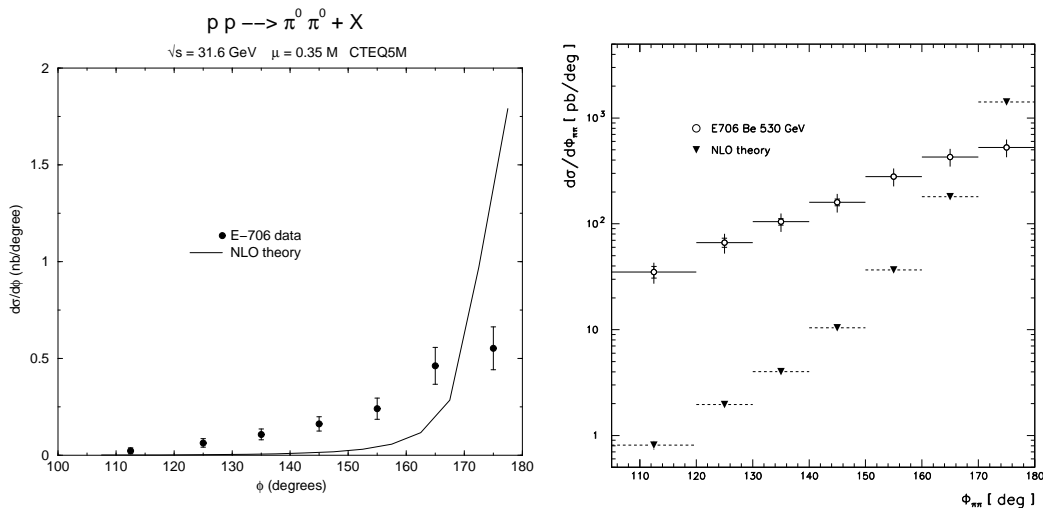 p p −−> π⁰ π⁰ + X
√s = 31.6 GeV μ = 0.35 M CTEQ5M
2
1.5
1
0.5
0
dσ/dφ (nb/degree)
E−706 data
NLO theory
100 110 120 130 140 150 160 170 180
φ (degrees)
dσ/dΦππ [ pb/deg ]
10³
10²
10
1
E706 Be 530 GeV
NLO theory
110 120 130 140 150 160 170 180
Φππ [ deg ]